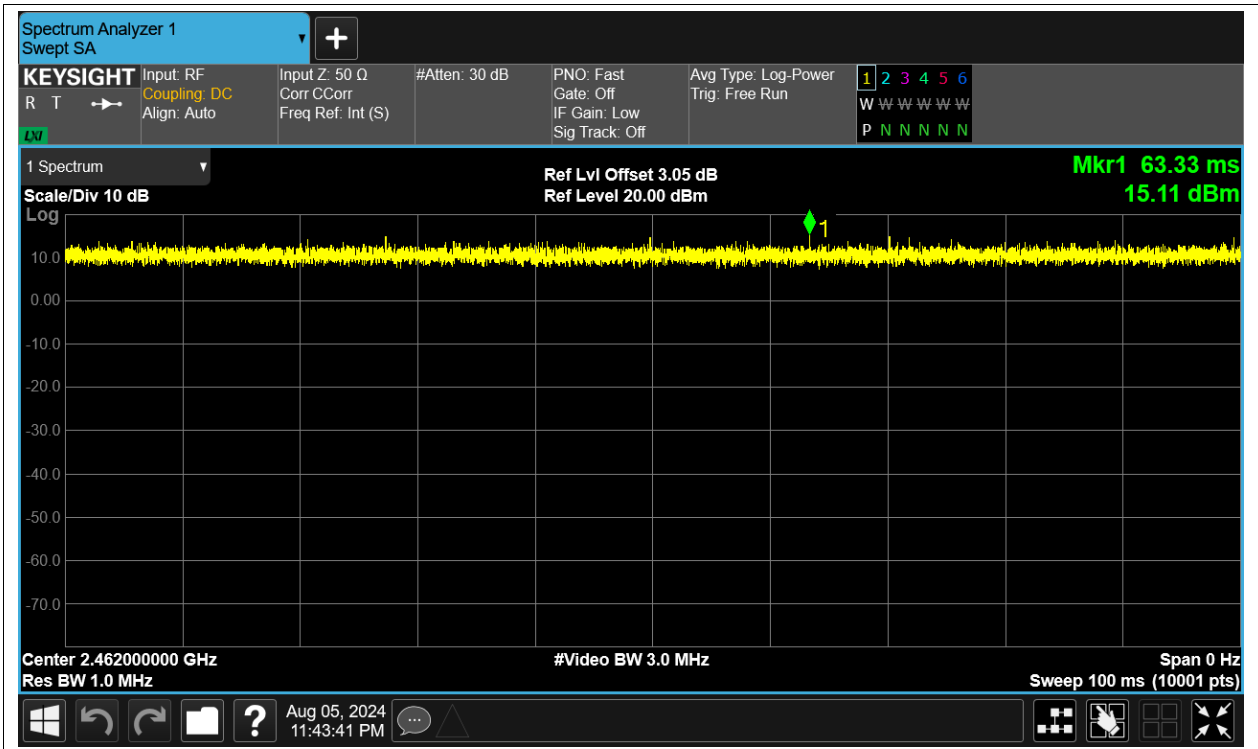 Spectrum Analyzer 1
Swept SA
KEYSIGHT
R T
LXI
Input: RF
Coupling: DC
Align: Auto
Input Z: 50 Ω
Corr CCorr
Freq Ref: Int (S)
#Atten: 30 dB
PNO: Fast
Gate: Off
IF Gain: Low
Sig Track: Off
Avg Type: Log-Power
Trig: Free Run
1 2 3 4 5 6
W W W W W W
P N N N N N
1 Spectrum
Scale/Div 10 dB
Ref Lvl Offset 3.05 dB
Ref Level 20.00 dBm
Mkr1 63.33 ms
15.11 dBm
Log
1
10.0
0.00
-10.0
-20.0
-30.0
-40.0
-50.0
-60.0
-70.0
Center 2.462000000 GHz
#Video BW 3.0 MHz
Span 0 Hz
Res BW 1.0 MHz
Sweep 100 ms (10001 pts)
?
Aug 05, 2024
11:43:41 PM